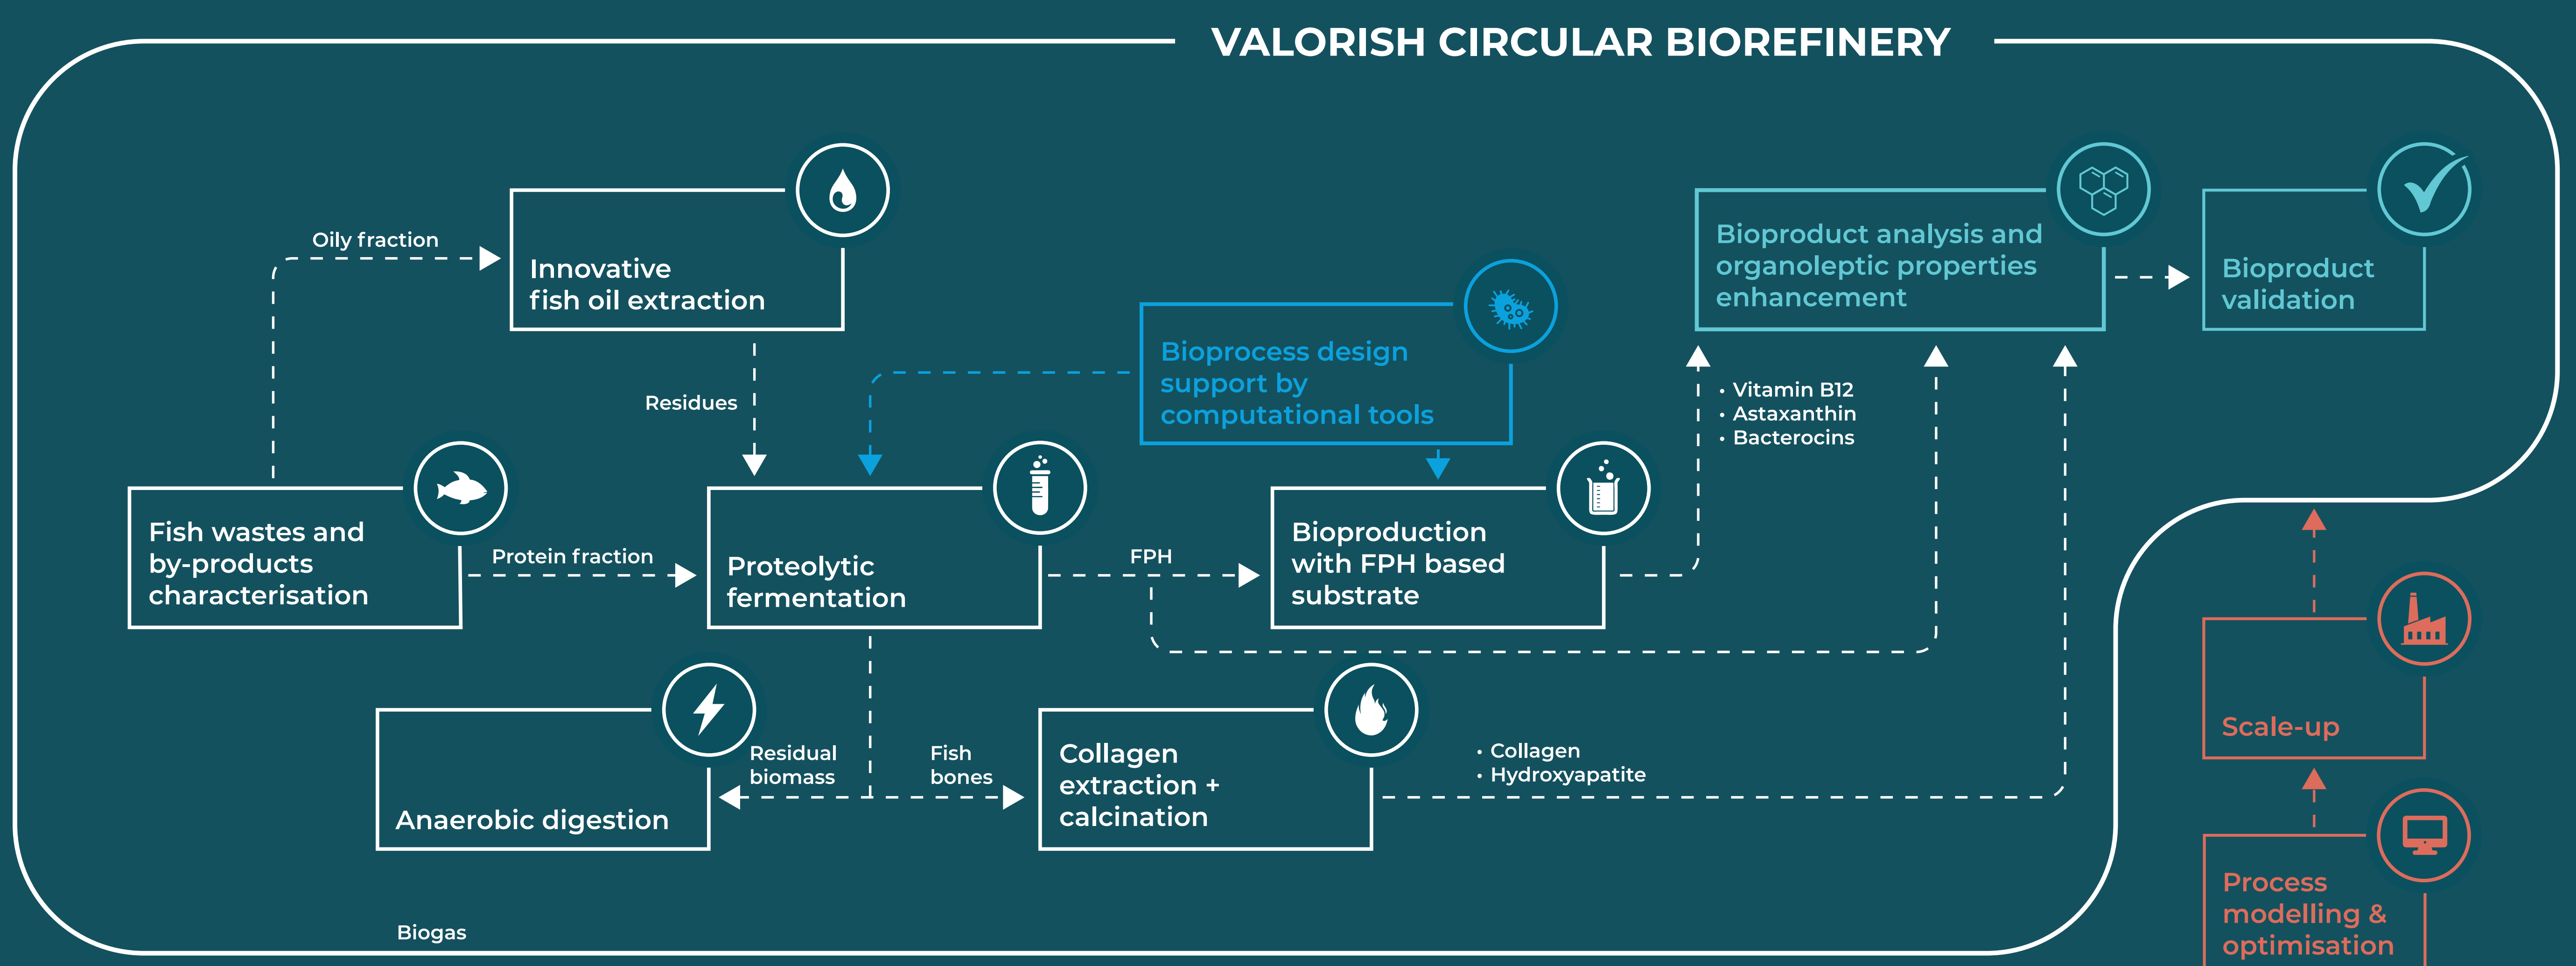 VALORISH CIRCULAR BIOREFINERY
Oily fraction
Innovative
fish oil extraction
Residues
Bioprocess design
support by
computational tools
Bioproduct analysis and
organoleptic properties
enhancement
Bioproduct
validation
• Vitamin B12
• Astaxanthin
• Bacterocins
Fish wastes and
by-products
characterisation
Protein fraction
Proteolytic
fermentation
FPH
Bioproduction
with FPH based
substrate
Anaerobic digestion
Residual
biomass
Fish
bones
Collagen
extraction +
calcination
• Collagen
• Hydroxyapatite
Scale-up
Process
modelling &
optimisation
Biogas